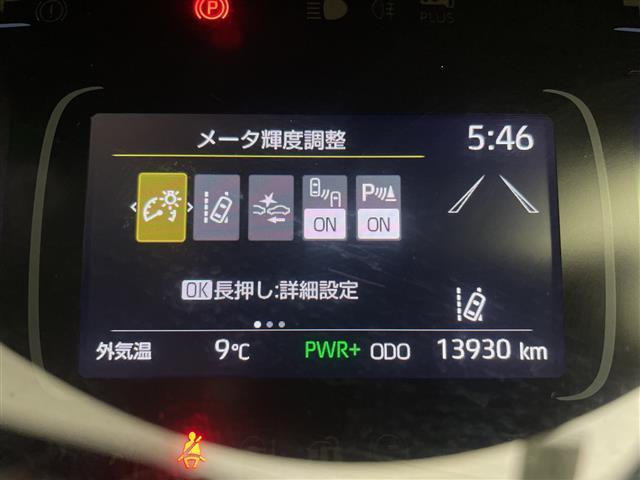 P
PLUS
メータ輝度調整 5:46
ON ON
P
OK長押し:詳細設定
外気温 9℃ PWR+ ODO 13930 km